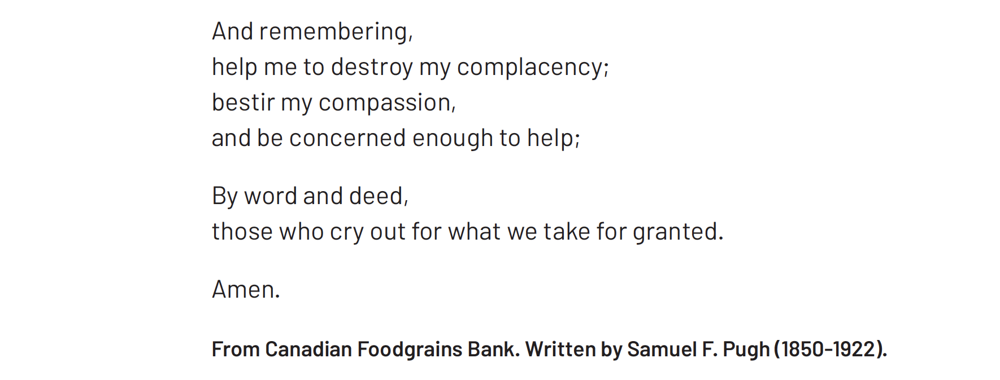 And remembering,
help me to destroy my complacency;
bestir my compassion,
and be concerned enough to help;
By word and deed,
those who cry out for what we take for granted.
Amen.
From Canadian Foodgrains Bank. Written by Samuel F. Pugh (1850-1922).